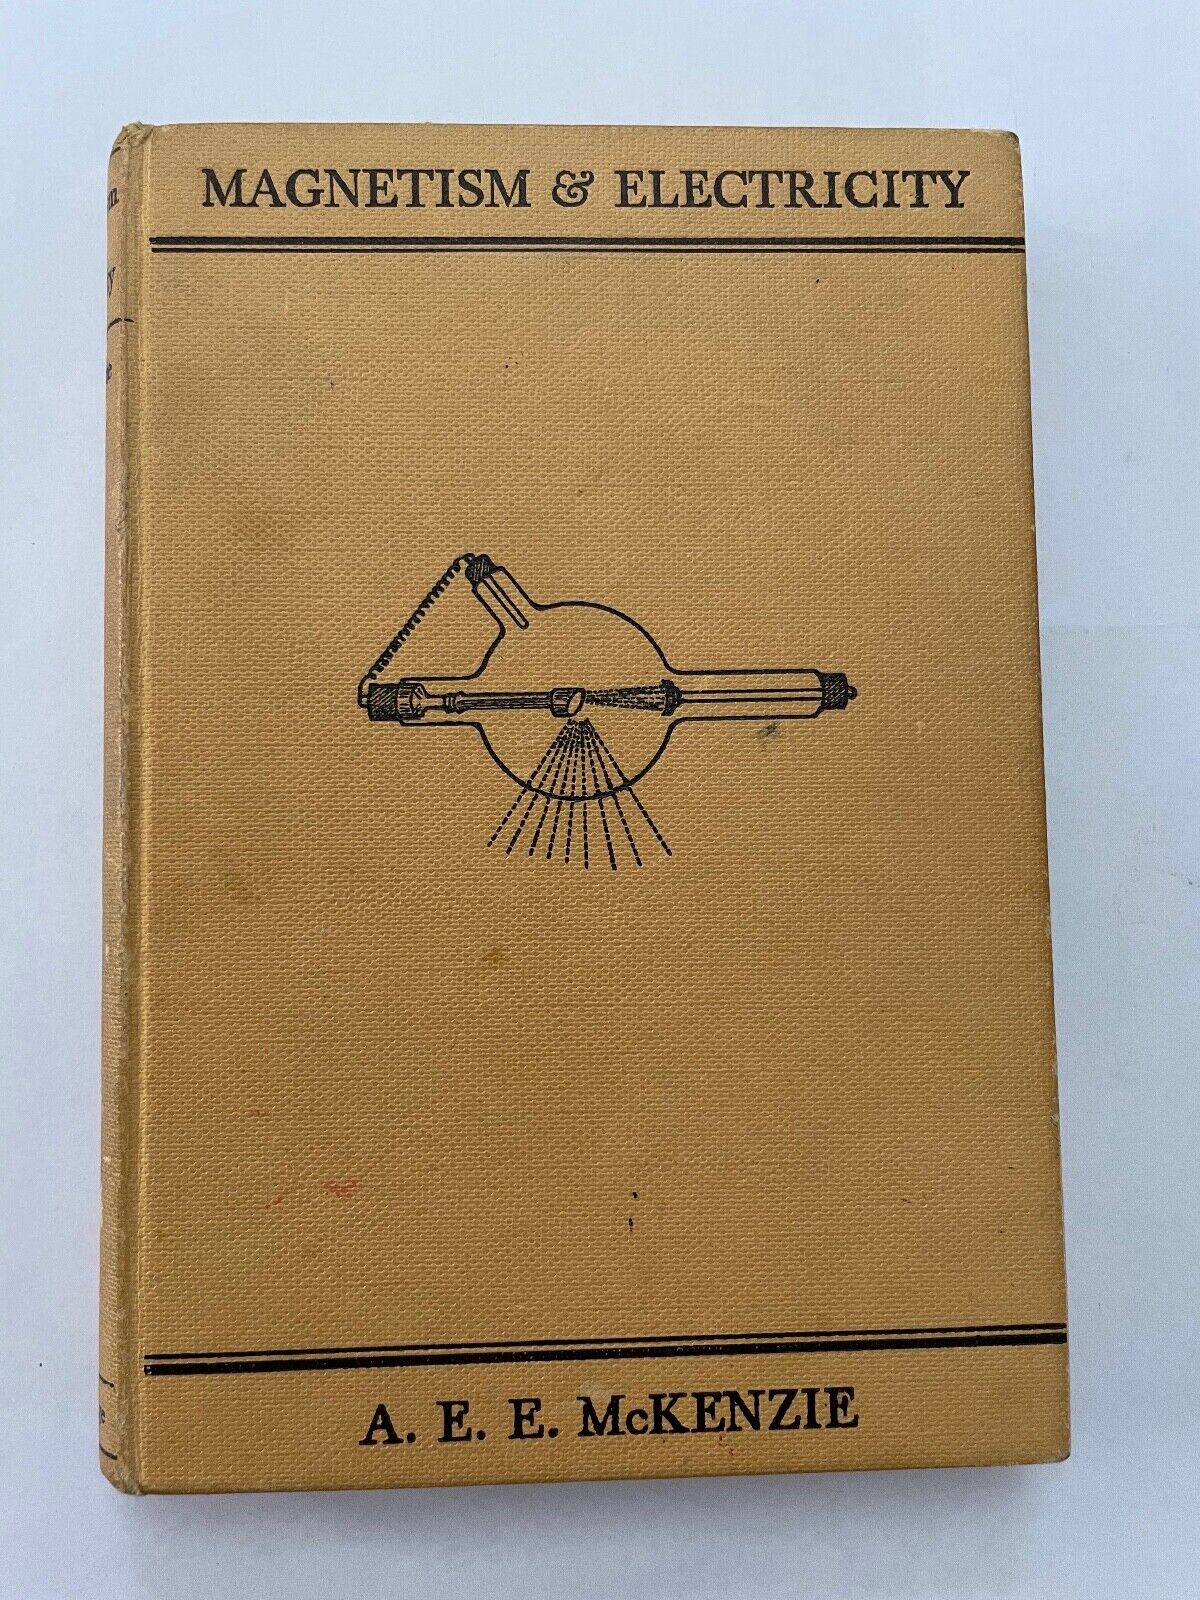 MAGNETISM & ELECTRICITY
A. E. E. McKENZIE